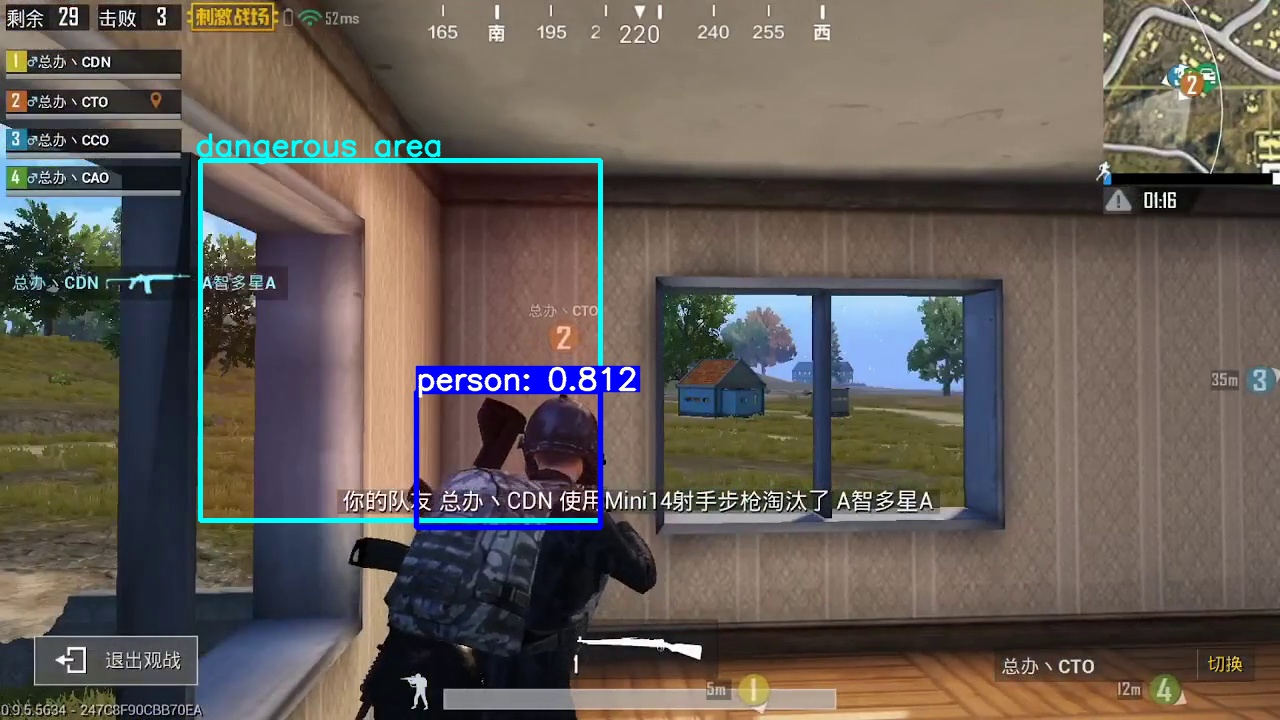 剩余 29 击败 3 刺激战场 52ms
165 南 195 2 220 240 255 西
1 ♂总办丶CDN
2 ♂总办丶CTO
3 ♂总办丶CCO
4 ♂总办丶CAO
2
01:16
dangerous area
总办丶CDN A智多星A
总办丶CTO
2
person: 0.812
35m 3
你的队友 总办丶CDN 使用Mini14射手步枪淘汰了 A智多星A
退出观战
1
总办丶CTO 切换
5m 1
12m 4
0.9.5.5634 - 247C8F90CBB70EA